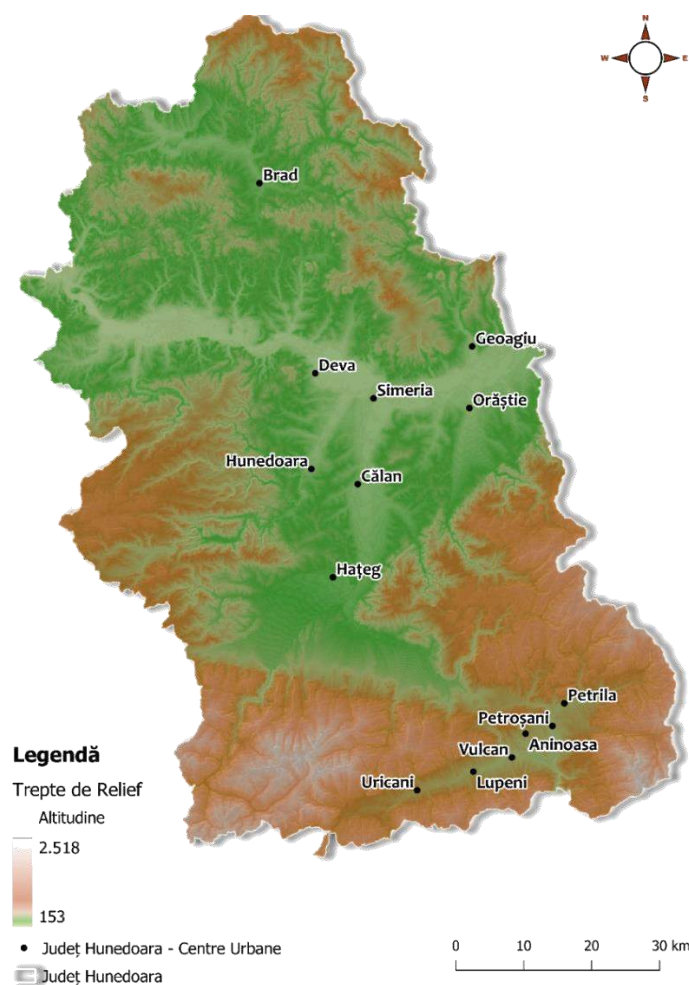 N
W E
S
Brad
Geoagiu
Deva
Simeria
Orăștie
Hunedoara
Călan
Hațeg
Petrila
Petroșani
Aninoasa
Vulcan
Uricani
Lupeni
Legendă
Trepte de Relief
Altitudine
2.518
153
Județ Hunedoara - Centre Urbane
Județ Hunedoara
0 10 20 30 km